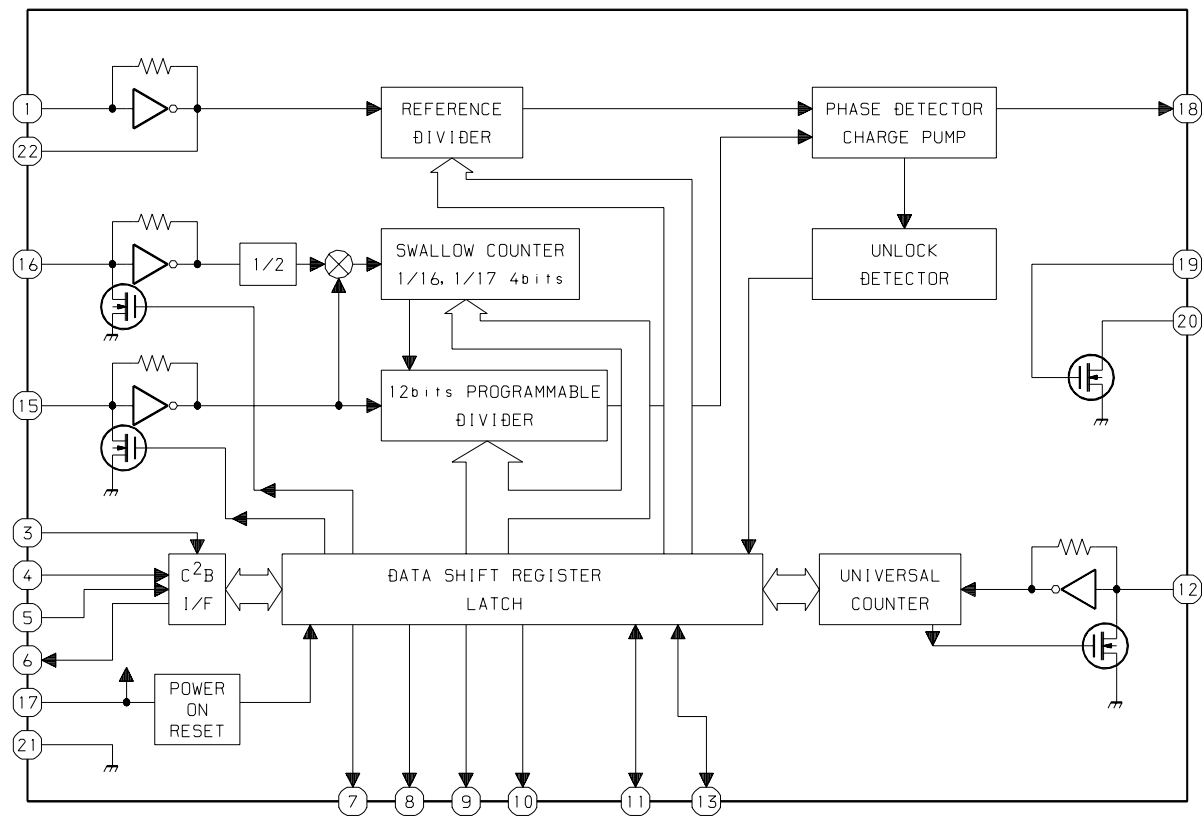 1
REFERENCE
DIVIDER
PHASE DETECTOR
CHARGE PUMP
18
22
16
1/2
SWALLOW COUNTER
1/16, 1/17 4bits
UNLOCK
DETECTOR
19
20
15
12bits PROGRAMMABLE
DIVIDER
3
4
5
6
C2B
I/F
DATA SHIFT REGISTER
LATCH
UNIVERSAL
COUNTER
12
17
POWER
ON
RESET
21
7
8
9
10
11
13